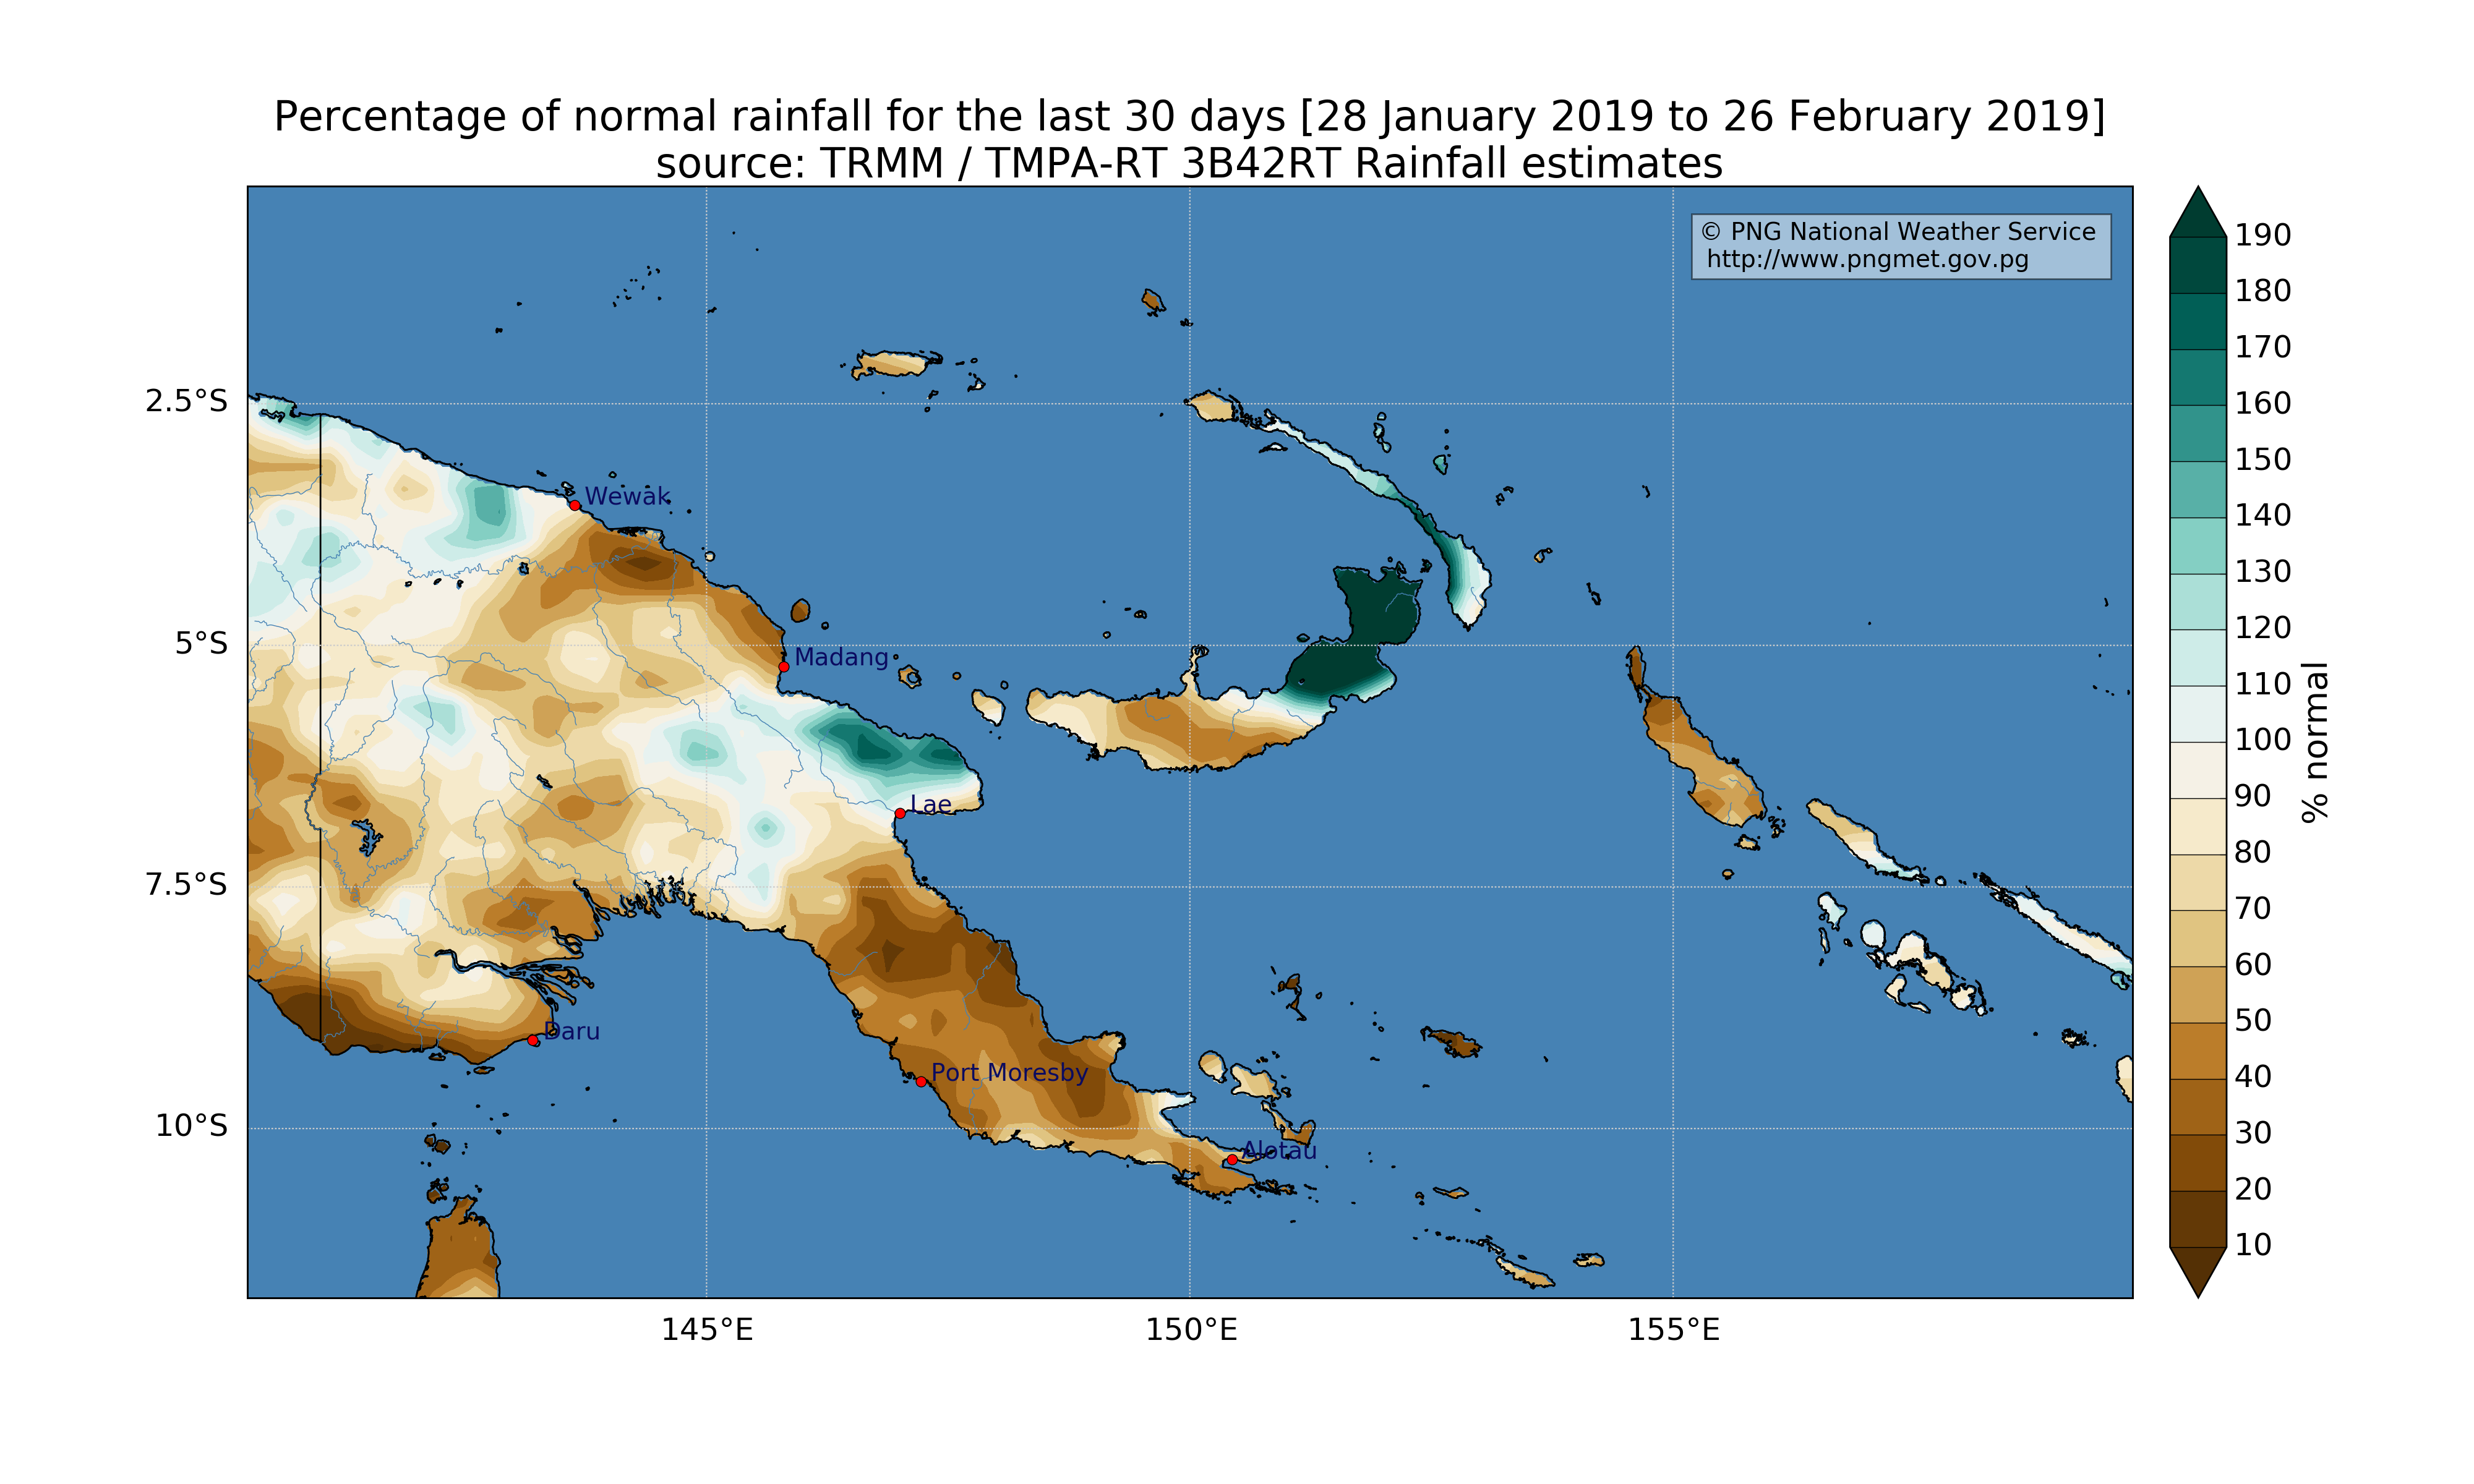 Percentage of normal rainfall for the last 30 days [28 January 2019 to 26 February 2019]
source: TRMM / TMPA-RT 3B42RT Rainfall estimates
© PNG National Weather Service
http://www.pngmet.gov.pg
2.5°S
5°S
7.5°S
10°S
Wewak
Madang
Lae
Daru
Port Moresby
Alotau
145°E
150°E
155°E
190
180
170
160
150
140
130
120
110
100
90
80
70
60
50
40
30
20
10
% normal